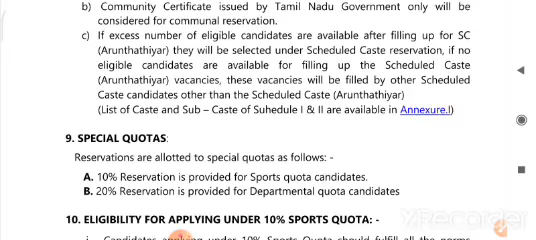 b) Community Certificate issued by Tamil Nadu Government only will be
considered for communal reservation.
c) If excess number of eligible candidates are available after filling up for SC
(Arunthathiyar) they will be selected under Scheduled Caste reservation, if no
eligible candidates are available for filling up the Scheduled Caste
(Arunthathiyar) vacancies, these vacancies will be filled by other Scheduled
Caste candidates other than the Scheduled Caste (Arunthathiyar)
(List of Caste and Sub – Caste of Suhedule I & II are available in Annexure.I)
9. SPECIAL QUOTAS:
Reservations are allotted to special quotas as follows: -
A. 10% Reservation is provided for Sports quota candidates.
B. 20% Reservation is provided for Departmental quota candidates
10. ELIGIBILITY FOR APPLYING UNDER 10% SPORTS QUOTA: -
i. Candidates applying under 10% Sports Quota should fulfill all the norms
XRecorder